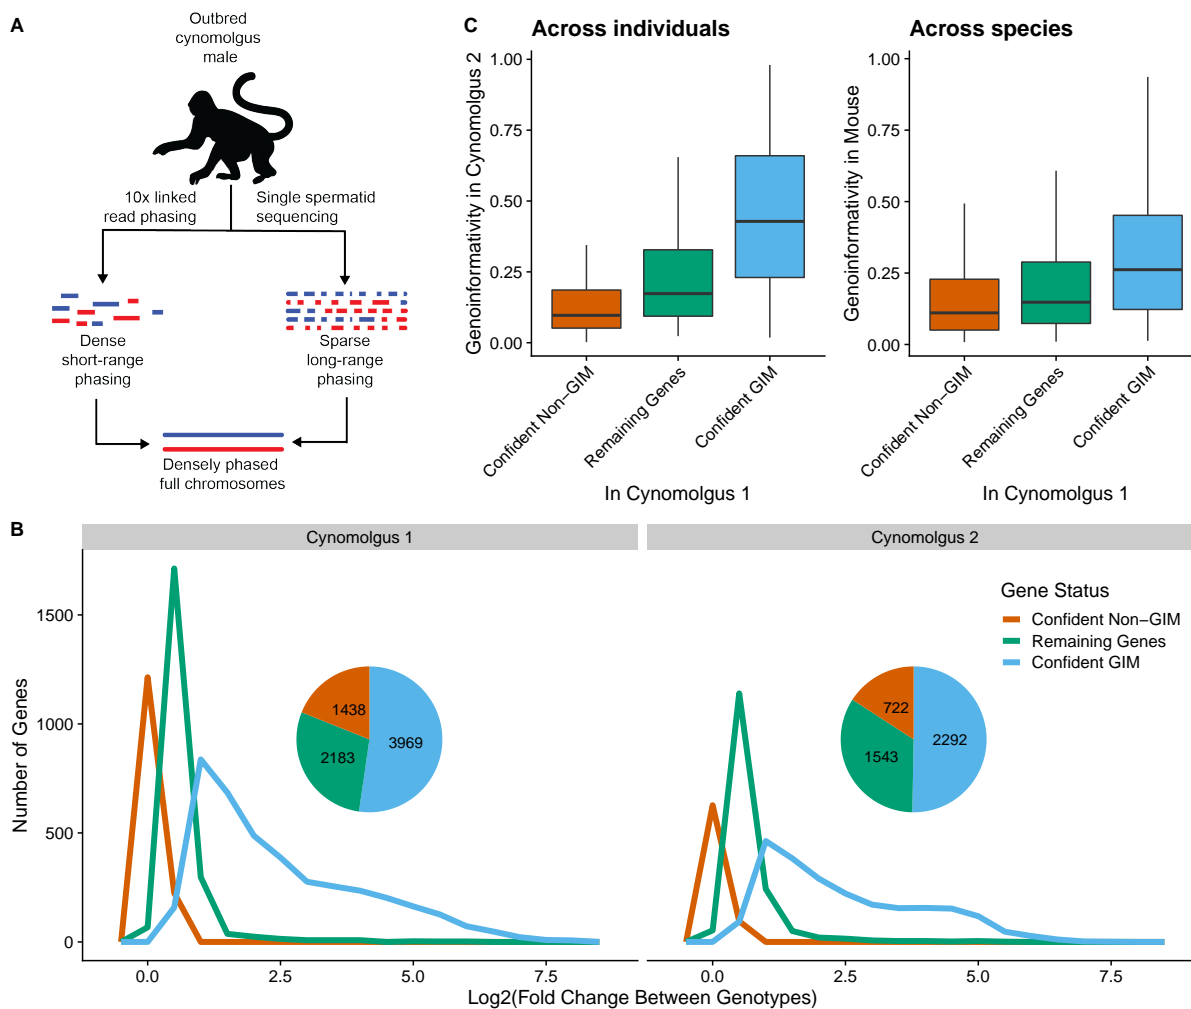 A
Outbred
cynomolgus
male
10x linked
read phasing
Single spermatid
sequencing
Dense
short-range
phasing
Sparse
long-range
phasing
Densely phased
full chromosomes
C
Across individuals
Genoinformativity in Cynomolgus 2
1.00
0.75
0.50
0.25
0.00
Confident Non−GIM
Remaining Genes
Confident GIM
In Cynomolgus 1
Across species
Genoinformativity in Mouse
1.00
0.75
0.50
0.25
0.00
Confident Non−GIM
Remaining Genes
Confident GIM
In Cynomolgus 1
B
Cynomolgus 1
Cynomolgus 2
Number of Genes
1500
1000
500
0
1438
2183
3969
722
1543
2292
Gene Status
Confident Non−GIM
Remaining Genes
Confident GIM
0.0
2.5
5.0
7.5
0.0
2.5
5.0
7.5
Log2(Fold Change Between Genotypes)